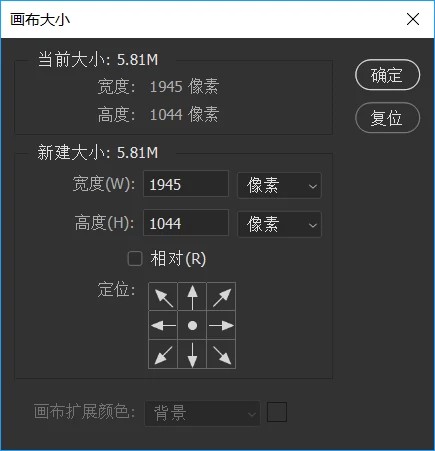 画布大小
当前大小: 5.81M
宽度: 1945 像素
高度: 1044 像素
确定
复位
新建大小: 5.81M
宽度(W): 1945 像素
高度(H): 1044 像素
相对(R)
定位:
画布扩展颜色: 背景